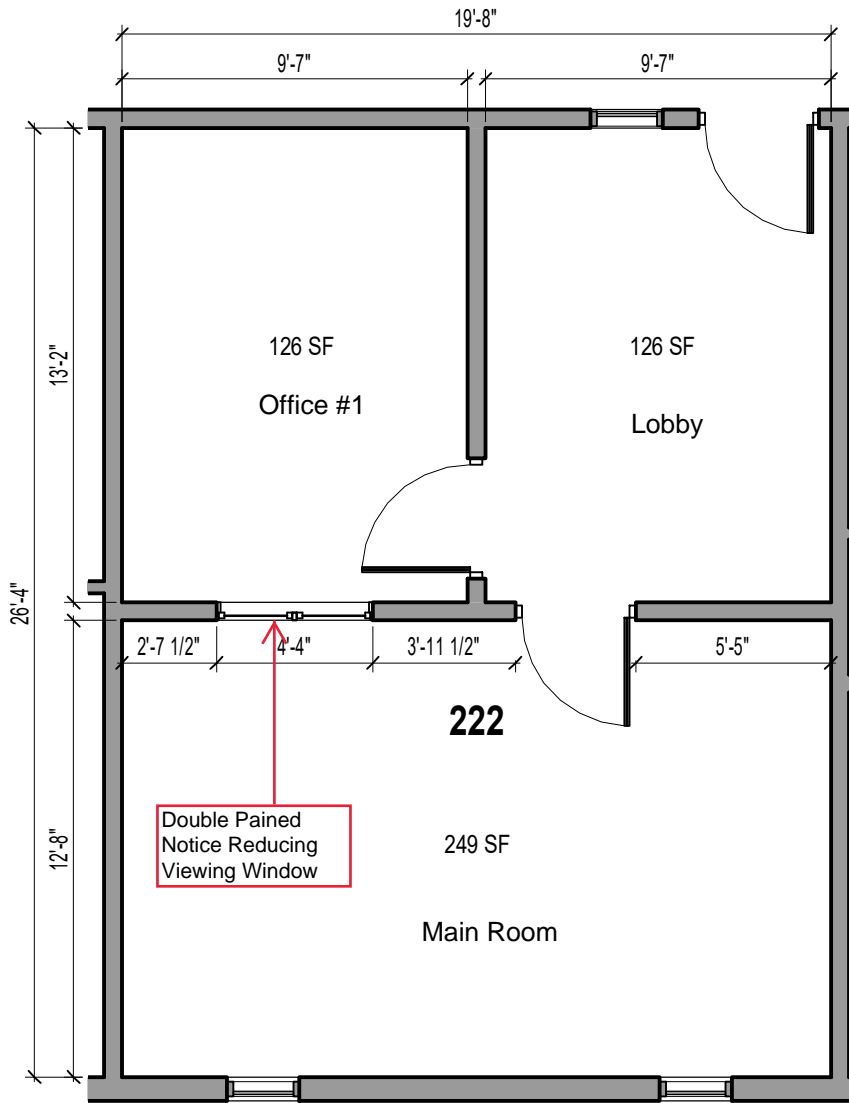 19'-8"
9'-7"
9'-7"
13'-2"
126 SF
126 SF
Office #1
Lobby
26'-4"
2'-7 1/2"
4'-4"
3'-11 1/2"
5'-5"
222
Double Pained
Notice Reducing
Viewing Window
12'-8"
249 SF
Main Room